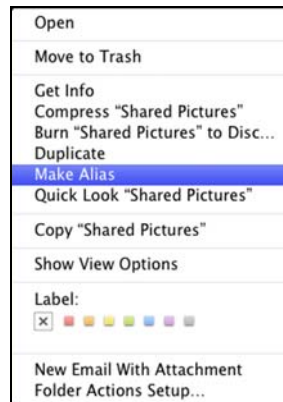 Open
Move to Trash
Get Info
Compress “Shared Pictures”
Burn “Shared Pictures” to Disc...
Duplicate
Make Alias
Quick Look “Shared Pictures”
Copy “Shared Pictures”
Show View Options
Label:
New Email With Attachment
Folder Actions Setup...